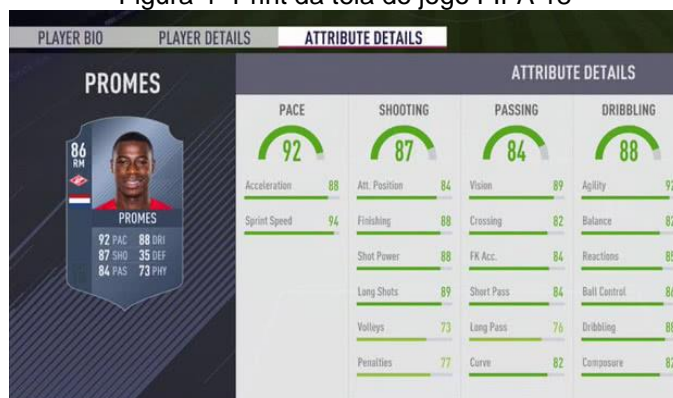 PLAYER BIO PLAYER DETAILS ATTRIBUTE DETAILS
PROMES
ATTRIBUTE DETAILS
86
RM
PROMES
92 PAC 88 DRI
87 SHO 35 DEF
84 PAS 73 PHY
PACE SHOOTING PASSING DRIBBLING
92 87 84 88
Acceleration 88 Att. Position 84 Vision 89 Agility
Sprint Speed 94 Finishing 88 Crossing 82 Balance
Shot Power 88 FK Acc. 84 Reactions
Long Shots 89 Short Pass 84 Ball Control
Volleys 73 Long Pass 76 Dribbling
Penalties 77 Curve 82 Composure